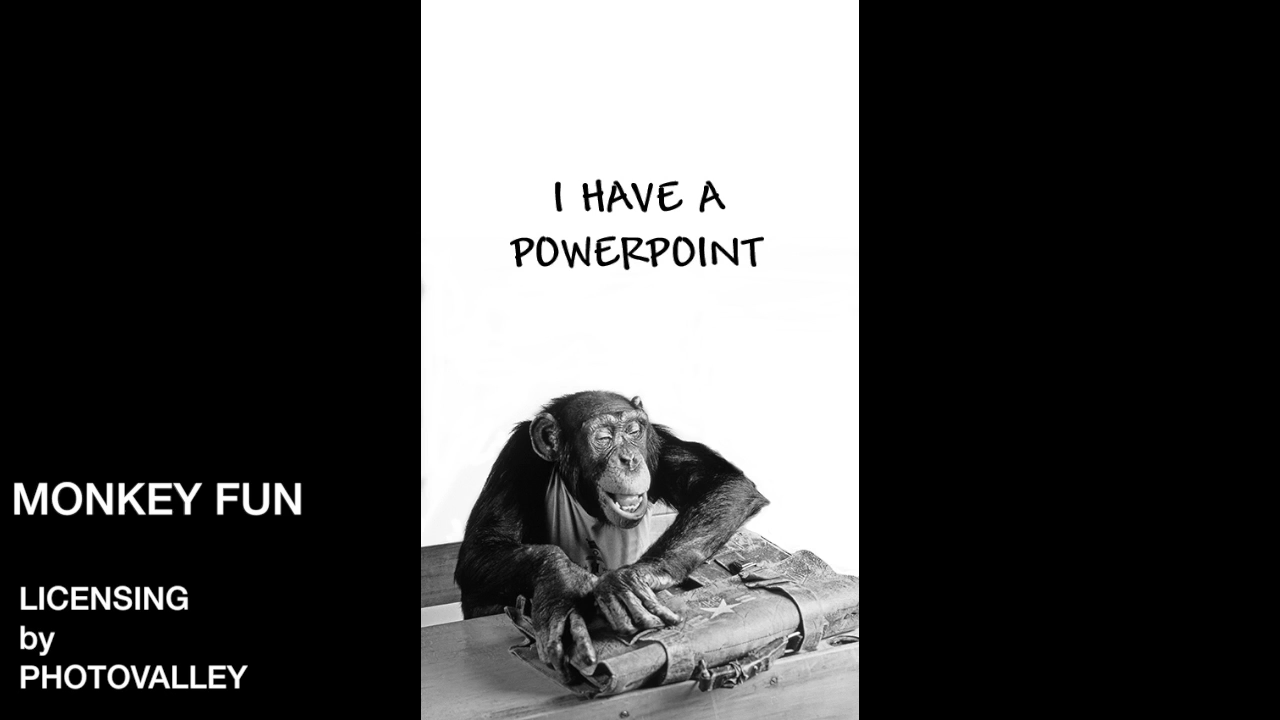 I HAVE A
POWERPOINT
MONKEY FUN
LICENSING
by
PHOTOVALLEY